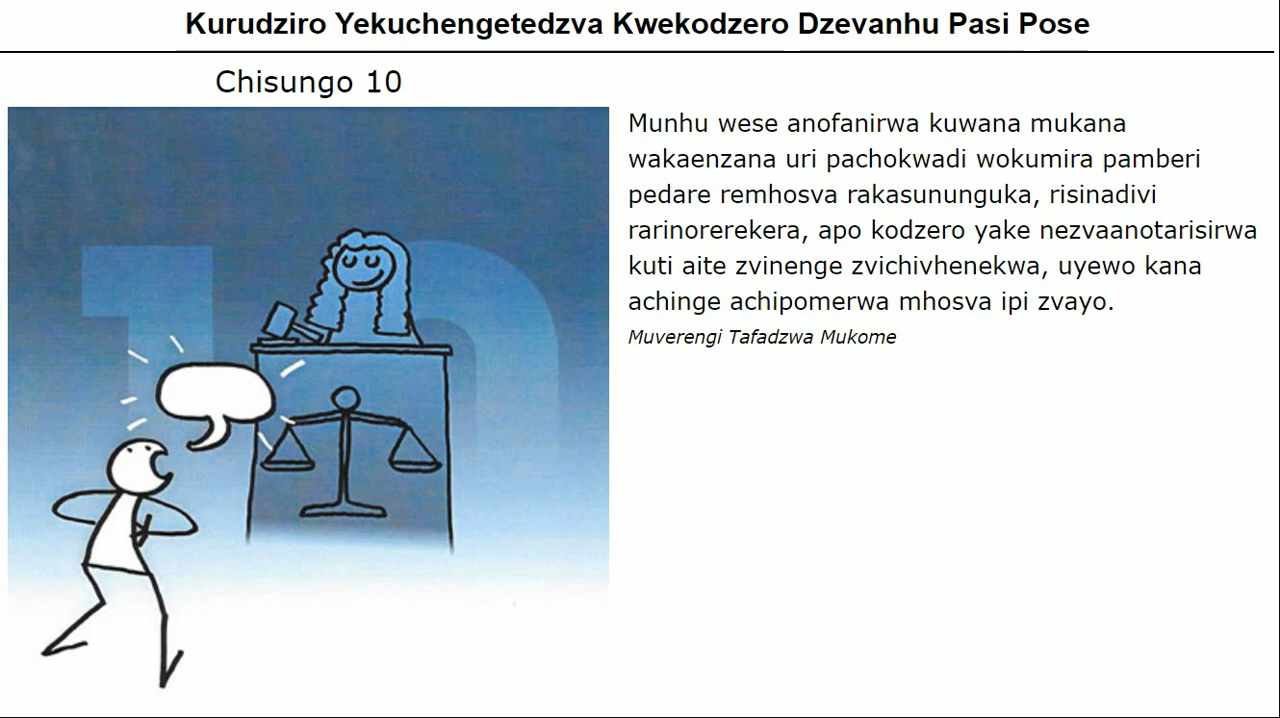 Kurudziro Yekuchengetedzva Kwekodzero Dzevanhu Pasi Pose
Chisungo 10
Munhu wese anofanirwa kuwana mukana
wakaenzana uri pachokwadi wokumira pamberi
pedare remhosva rakasununguka, risinadivi
rarinorerekera, apo kodzero yake nezvaanotarisirwa
kuti aite zvinenge zvichivhenekwa, uyewo kana
achinge achipomerwa mhosva ipi zvayo.
Muverengi Tafadzwa Mukome
10